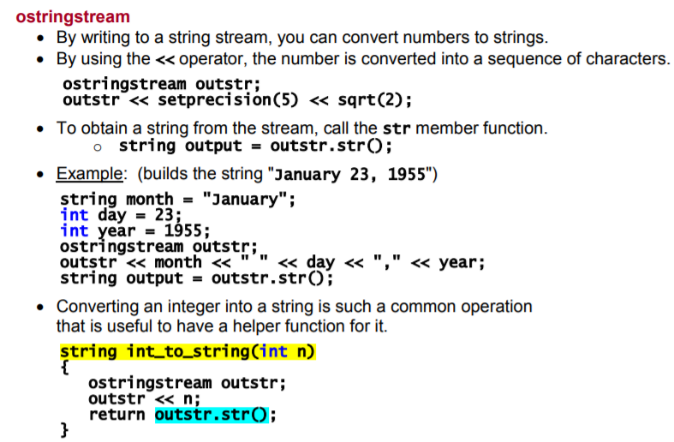 ostringstream
• By writing to a string stream, you can convert numbers to strings.
• By using the << operator, the number is converted into a sequence of characters.
ostringstream outstr;
outstr << setprecision(5) << sqrt(2);
• To obtain a string from the stream, call the str member function.
o string output = outstr.str();
• Example: (builds the string "January 23, 1955")
string month = "January";
int day = 23;
int year = 1955;
ostringstream outstr;
outstr << month << " " << day << "," << year;
string output = outstr.str();
• Converting an integer into a string is such a common operation
that is useful to have a helper function for it.
string int_to_string(int n)
{
ostringstream outstr;
outstr << n;
return outstr.str();
}